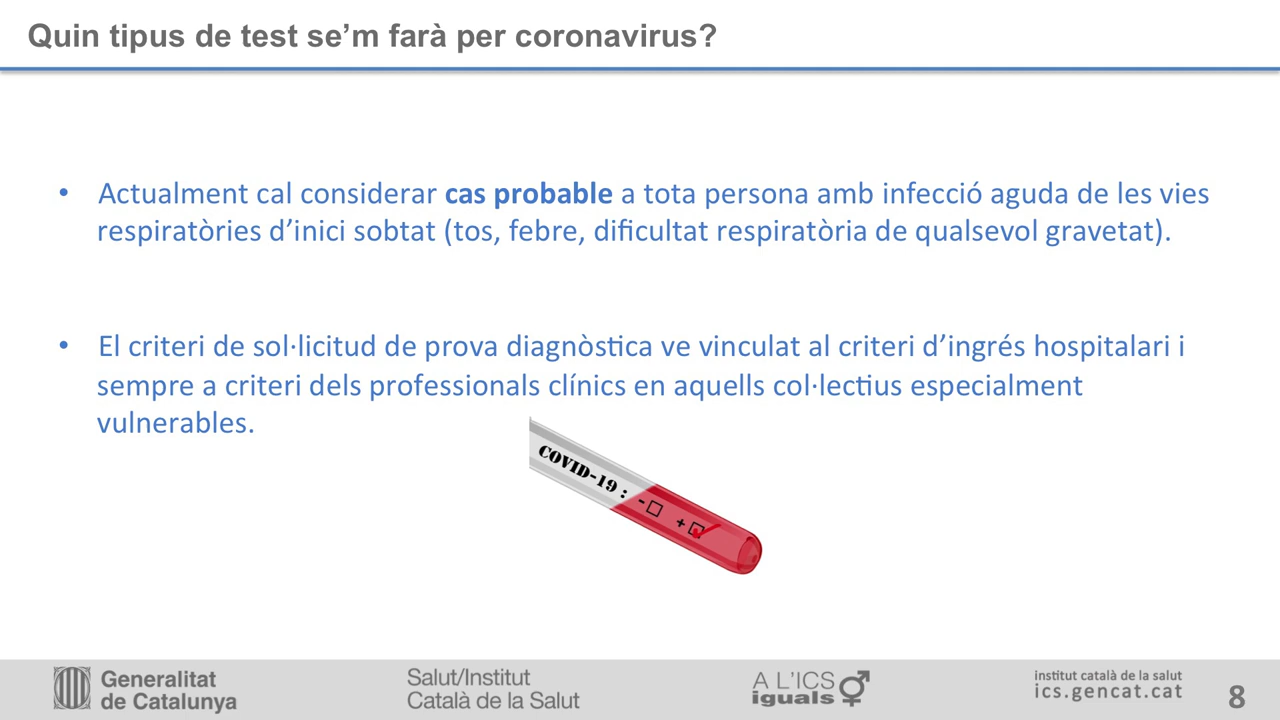 Quin tipus de test se’m farà per coronavirus?
• Actualment cal considerar cas probable a tota persona amb infecció aguda de les vies
respiratòries d’inici sobtat (tos, febre, dificultat respiratòria de qualsevol gravetat).
• El criteri de sol·licitud de prova diagnòstica ve vinculat al criteri d’ingrés hospitalari i
sempre a criteri dels professionals clínics en aquells col·lectius especialment
vulnerables.
COVID-19 : - +
Generalitat
de Catalunya
Salut/Institut
Català de la Salut
A L'ICS
iguals
institut català de la salut
ics.gencat.cat
8